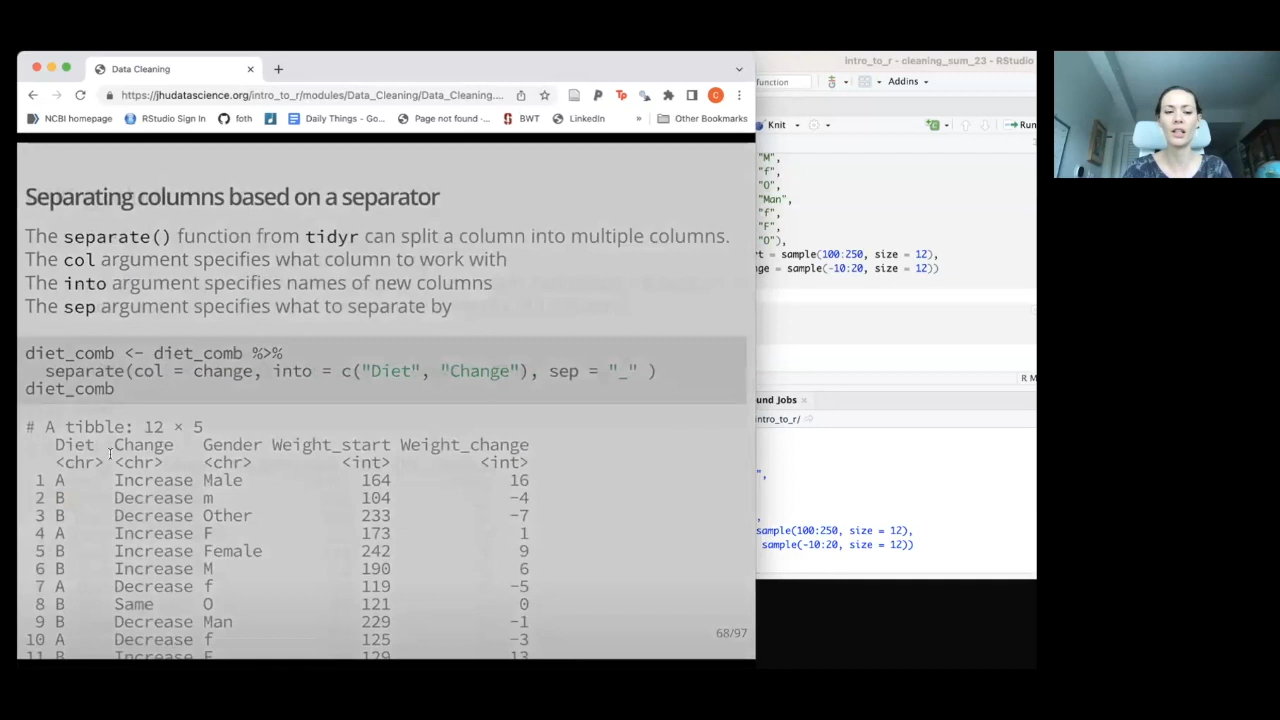 Data Cleaning
intro_to_r - cleaning_sum_23 - RStudio
https://jhudatascience.org/intro_to_r/modules/Data_Cleaning/Data_Cleaning....
function
Addins
NCBI homepage
RStudio Sign In
foth
Daily Things - Go...
Page not found -...
BWT
LinkedIn
»
Other Bookmarks
Knit
Run
Separating columns based on a separator
The separate() function from tidyr can split a column into multiple columns.
The col argument specifies what column to work with
The into argument specifies names of new columns
The sep argument specifies what to separate by
diet_comb <- diet_comb %>%
separate(col = change, into = c("Diet", "Change"), sep = "_" )
diet_comb
# A tibble: 12 × 5
Diet Change Gender Weight_start Weight_change
<chr> <chr> <chr> <int> <int>
1 A Increase Male 164 16
2 B Decrease m 104 -4
3 B Decrease Other 233 -7
4 A Increase F 173 1
5 B Increase Female 242 9
6 B Increase M 190 6
7 A Decrease f 119 -5
8 B Same O 121 0
9 B Decrease Man 229 -1
10 A Decrease f 125 -3
11 B Increase F 129 13
68/97
"M",
"f",
"O",
"Man",
"f",
"F",
"O"),
rt = sample(100:250, size = 12),
nge = sample(-10:20, size = 12))
R M
und Jobs
intro_to_r/
",
,
sample(100:250, size = 12),
sample(-10:20, size = 12))